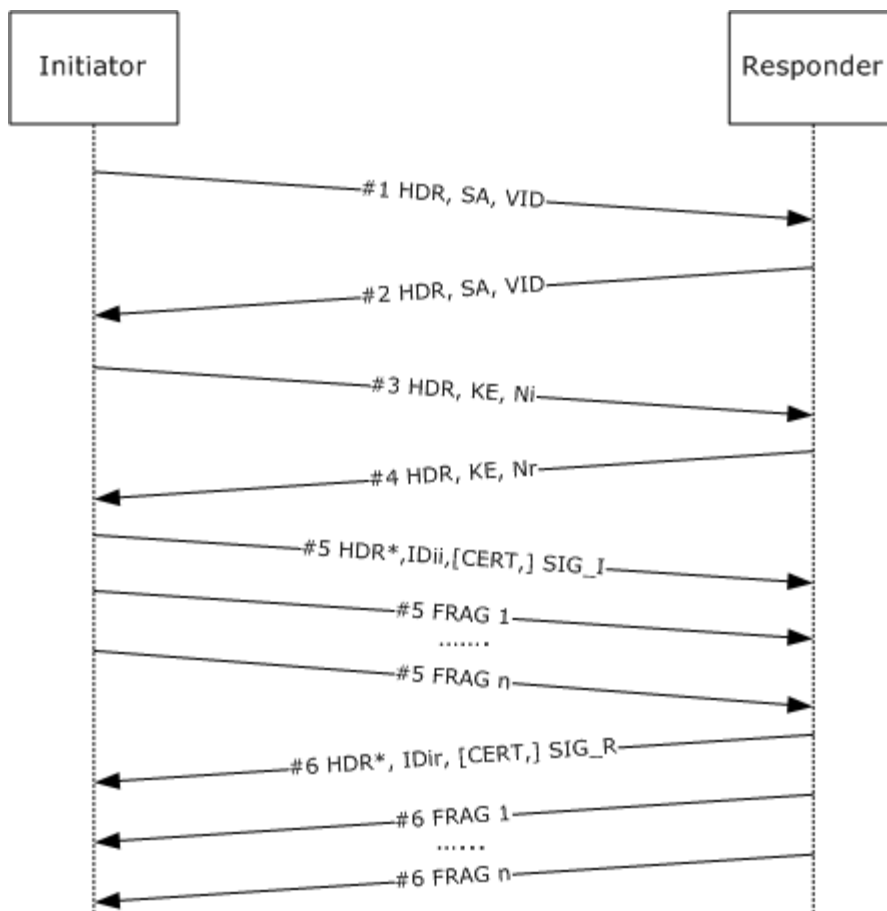 Initiator
Responder
#1 HDR, SA, VID
#2 HDR, SA, VID
#3 HDR, KE, Ni
#4 HDR, KE, Nr
#5 HDR*,IDii,[CERT,] SIG_I
#5 FRAG 1
.......
#5 FRAG n
#6 HDR*, IDir, [CERT,] SIG_R
#6 FRAG 1
......
#6 FRAG n